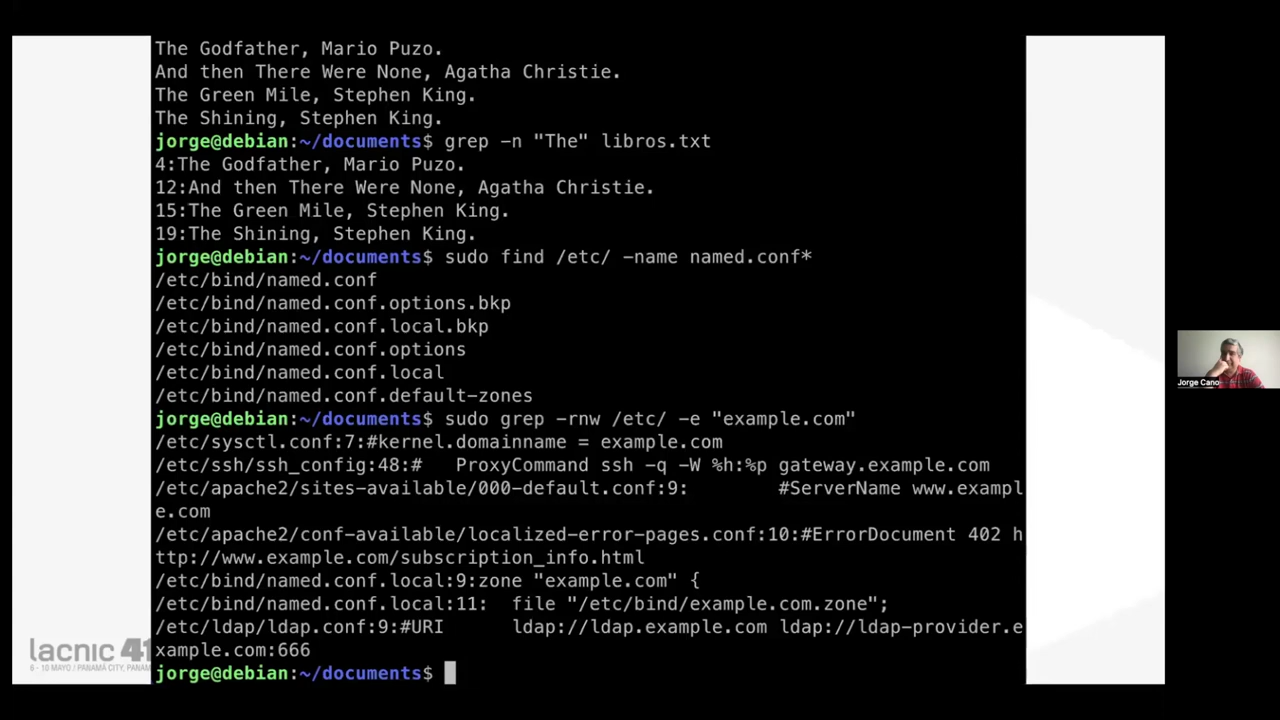 The Godfather, Mario Puzo.
And then There Were None, Agatha Christie.
The Green Mile, Stephen King.
The Shining, Stephen King.
jorge@debian:~/documents$ grep -n "The" libros.txt
4:The Godfather, Mario Puzo.
12:And then There Were None, Agatha Christie.
15:The Green Mile, Stephen King.
19:The Shining, Stephen King.
jorge@debian:~/documents$ sudo find /etc/ -name named.conf*
/etc/bind/named.conf
/etc/bind/named.conf.options.bkp
/etc/bind/named.conf.local.bkp
/etc/bind/named.conf.options
/etc/bind/named.conf.local
/etc/bind/named.conf.default-zones
jorge@debian:~/documents$ sudo grep -rnw /etc/ -e "example.com"
/etc/sysctl.conf:7:#kernel.domainname = example.com
/etc/ssh/ssh_config:48:#   ProxyCommand ssh -q -W %h:%p gateway.example.com
/etc/apache2/sites-available/000-default.conf:9:        #ServerName www.exampl
e.com
/etc/apache2/conf-available/localized-error-pages.conf:10:#ErrorDocument 402 h
ttp://www.example.com/subscription_info.html
/etc/bind/named.conf.local:9:zone "example.com" {
/etc/bind/named.conf.local:11:  file "/etc/bind/example.com.zone";
/etc/ldap/ldap.conf:9:#URI      ldap://ldap.example.com ldap://ldap-provider.e
xample.com:666
jorge@debian:~/documents$
lacnic 41
6 - 10 MAYO / PANAMÁ CITY, PANAM
Jorge Cano